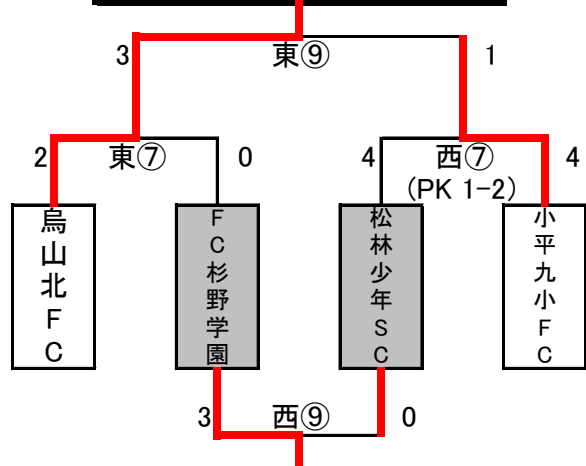 3 東⑨ 1
2 東⑦ 0 4 西⑦ 4
(PK 1-2)
烏山北FC
FC杉野学園
松林少年SC
小平九小FC
3 西⑨ 0